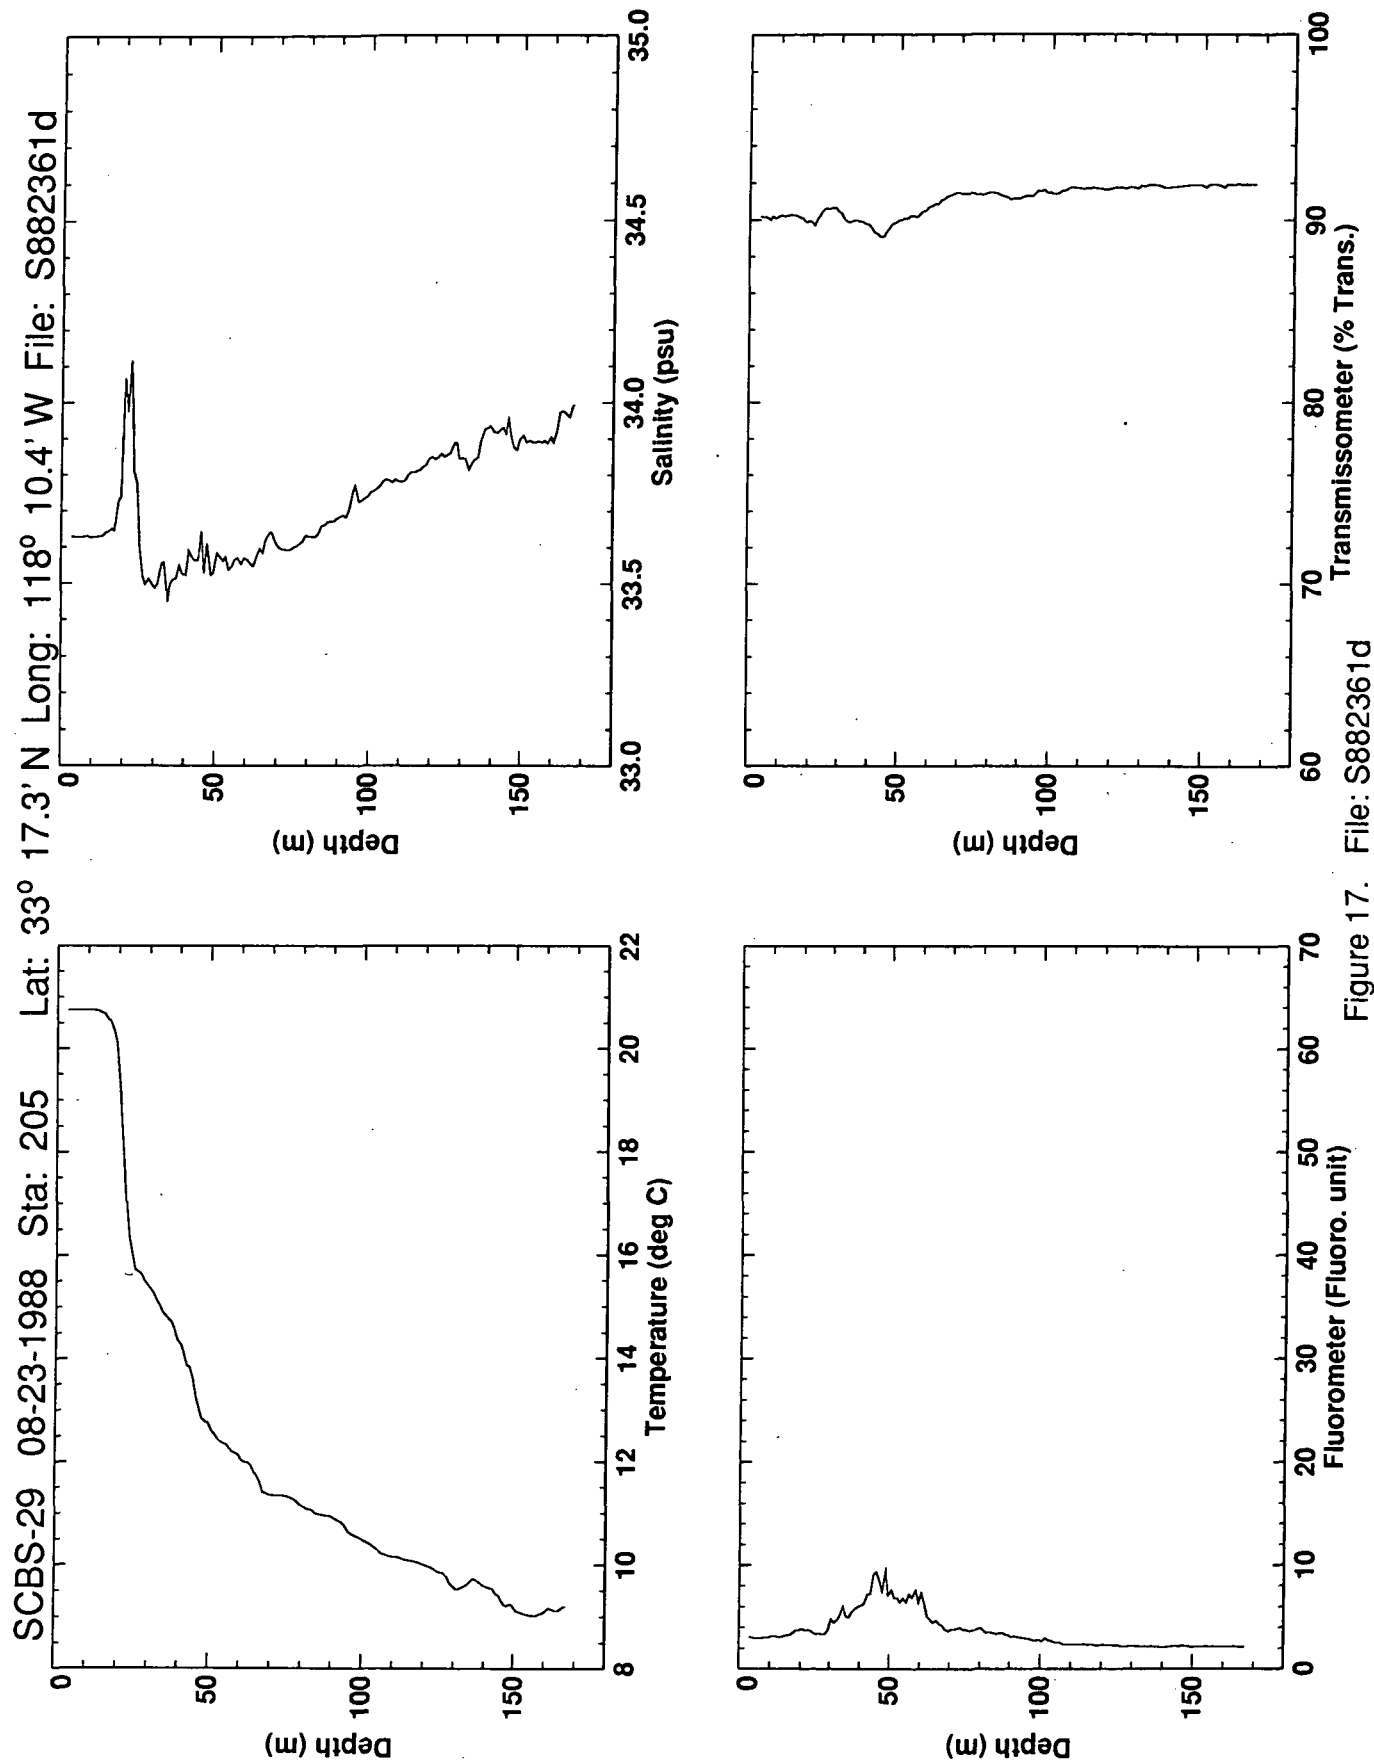 SCBS-29 08-23-1988 Sta.: 205 Lat: 33° 17.3' N Long: 118° 10.4' W File: S882361d
Depth (m)
0
50
100
150
8 10 12 14 16 18 20 22
Temperature (deg C)
Depth (m)
0
50
100
150
33.0 33.5 34.0 34.5 35.0
Salinity (psu)
Depth (m)
0
50
100
150
0 10 20 30 40 50 60 70
Fluorometer (Fluoro. unit)
Depth (m)
0
50
100
150
60 70 80 90 100
Transmissometer (% Trans.)
Figure 17. File: S882361d